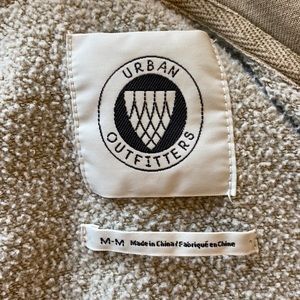 URBAN
OUTFITTERS
M-M Made in China / Fabriqué en Chine